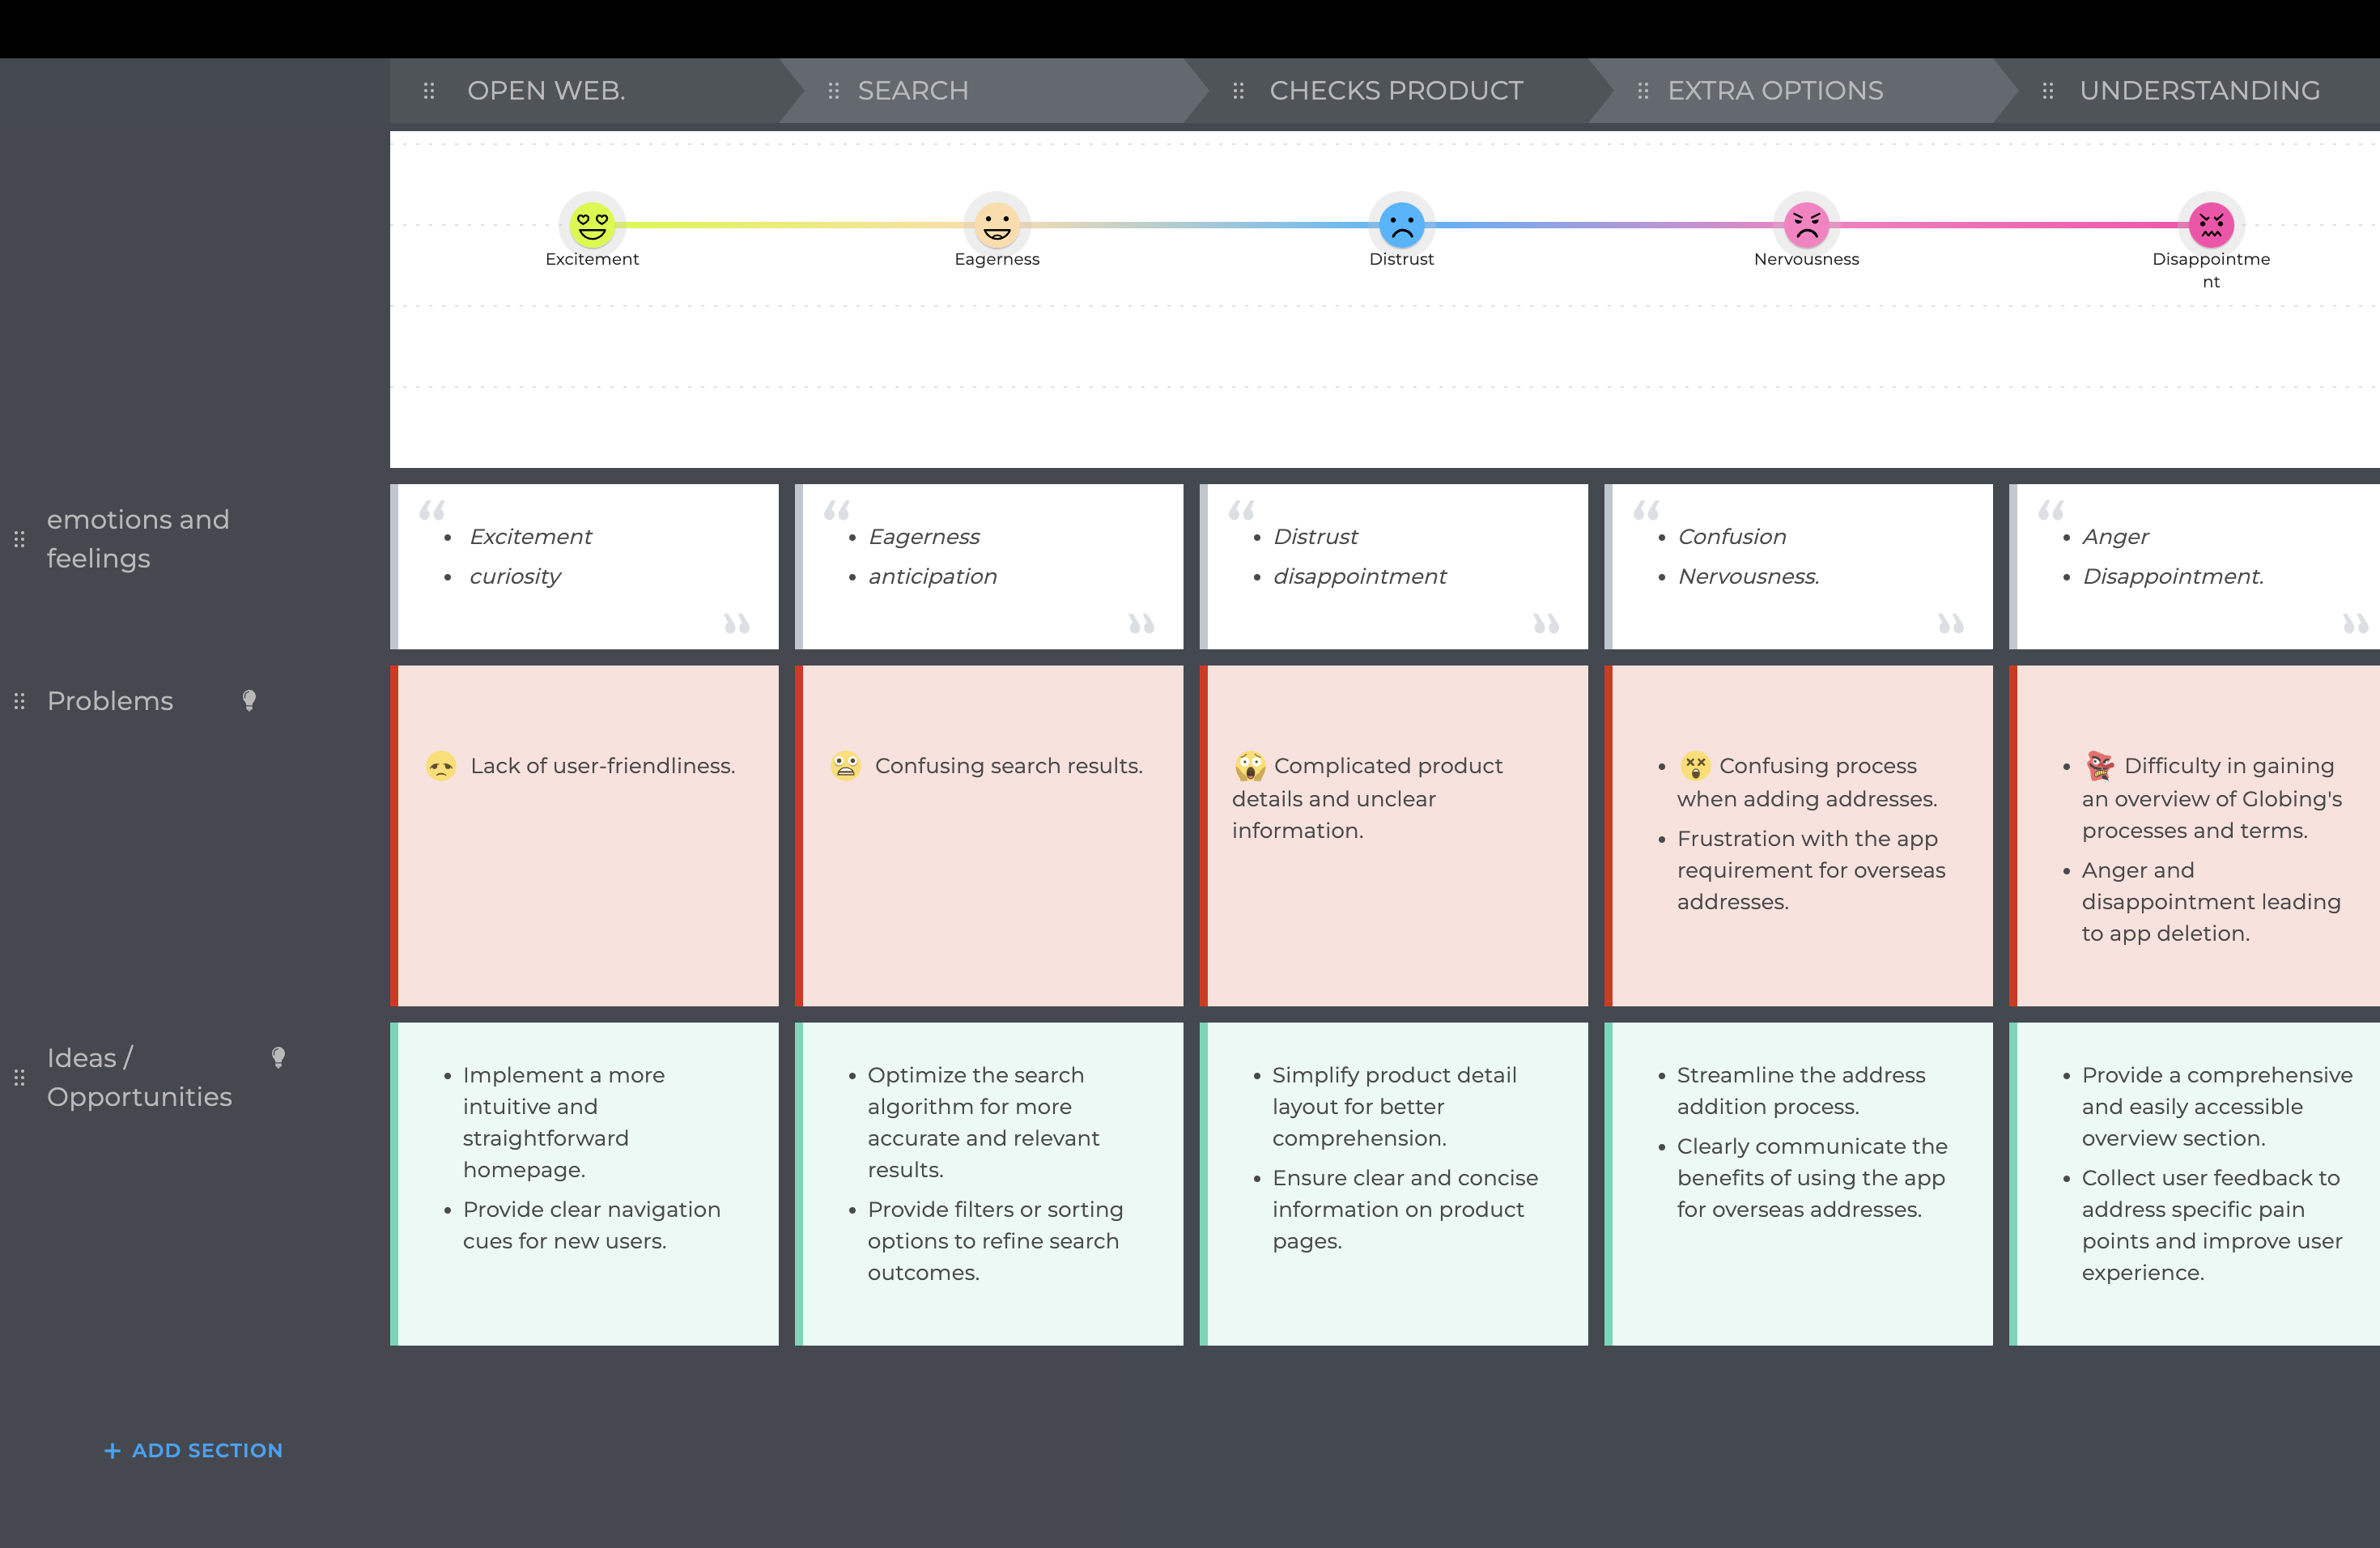 OPEN WEB.
SEARCH
CHECKS PRODUCT
EXTRA OPTIONS
UNDERSTANDING
Excitement
Eagerness
Distrust
Nervousness
Disappointme
nt
emotions and
feelings
Excitement
curiosity
Eagerness
anticipation
Distrust
disappointment
Confusion
Nervousness.
Anger
Disappointment.
Problems
Lack of user-friendliness.
Confusing search results.
Complicated product
details and unclear
information.
Confusing process
when adding addresses.
Frustration with the app
requirement for overseas
addresses.
Difficulty in gaining
an overview of Globing's
processes and terms.
Anger and
disappointment leading
to app deletion.
Ideas /
Opportunities
Implement a more
intuitive and
straightforward
homepage.
Provide clear navigation
cues for new users.
Optimize the search
algorithm for more
accurate and relevant
results.
Provide filters or sorting
options to refine search
outcomes.
Simplify product detail
layout for better
comprehension.
Ensure clear and concise
information on product
pages.
Streamline the address
addition process.
Clearly communicate the
benefits of using the app
for overseas addresses.
Provide a comprehensive
and easily accessible
overview section.
Collect user feedback to
address specific pain
points and improve user
experience.
+ ADD SECTION